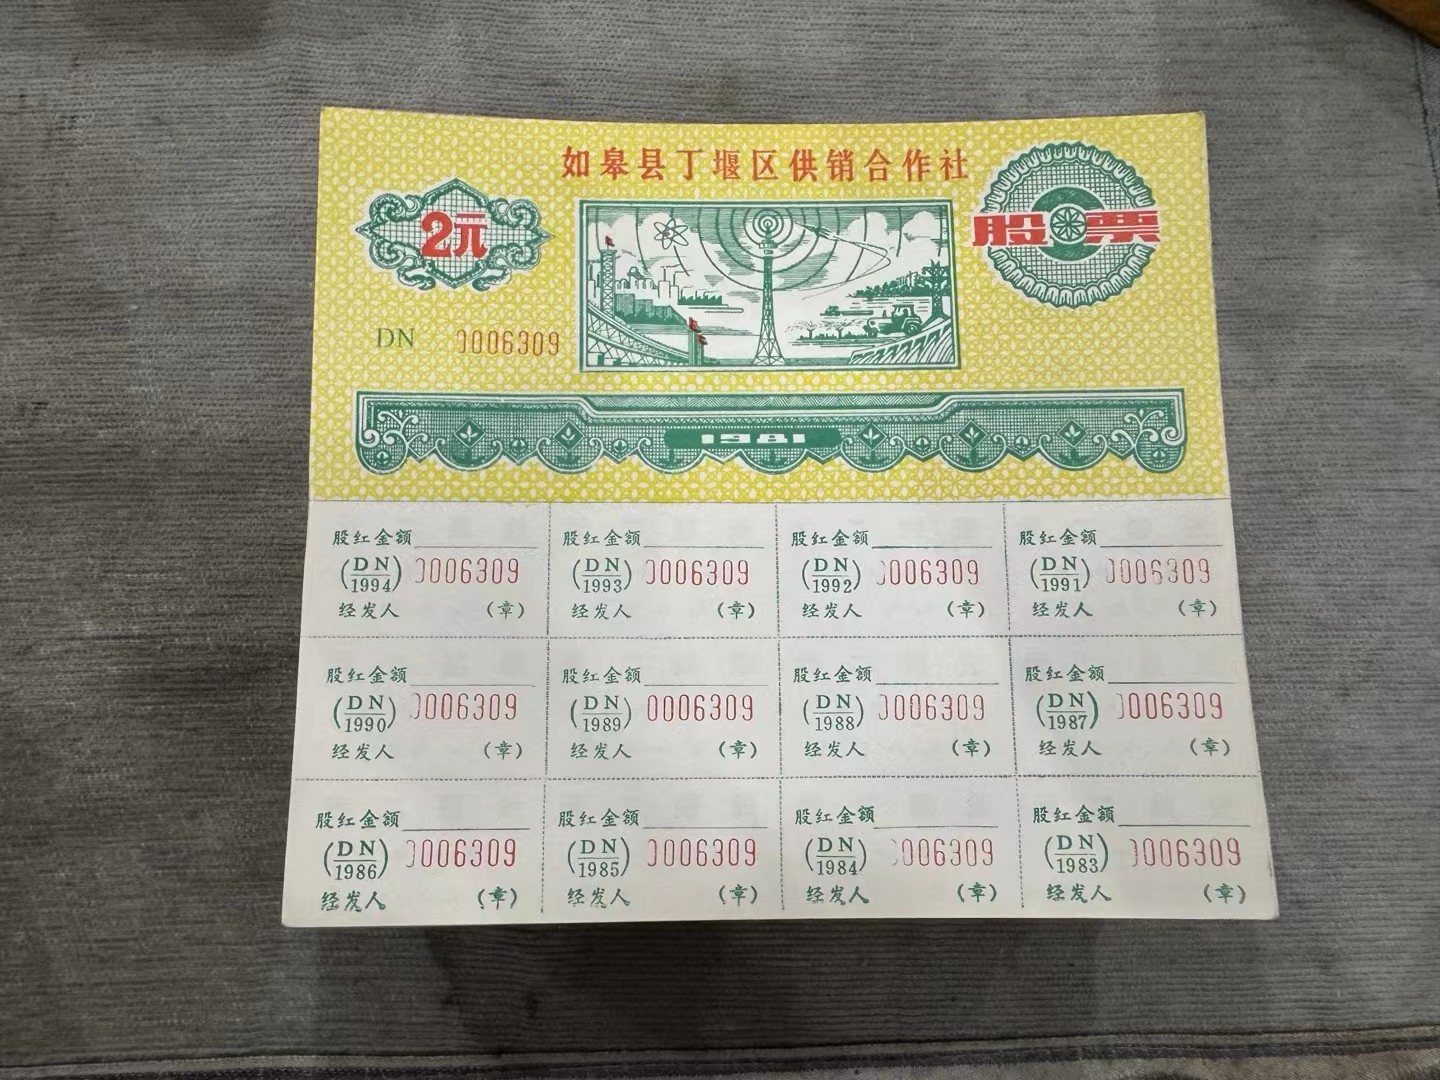 如皋县丁堰区供销合作社
2元
股票
DN 0006309
1981
股红金额 股红金额 股红金额 股红金额
(DN/1994) 0006309 (DN/1993) 0006309 (DN/1992) 0006309 (DN/1991) 0006309
经发人 (章) 经发人 (章) 经发人 (章) 经发人 (章)
股红金额 股红金额 股红金额 股红金额
(DN/1990) 0006309 (DN/1989) 0006309 (DN/1988) 0006309 (DN/1987) 0006309
经发人 (章) 经发人 (章) 经发人 (章) 经发人 (章)
股红金额 股红金额 股红金额 股红金额
(DN/1986) 0006309 (DN/1985) 0006309 (DN/1984) 0006309 (DN/1983) 0006309
经发人 (章) 经发人 (章) 经发人 (章) 经发人 (章)